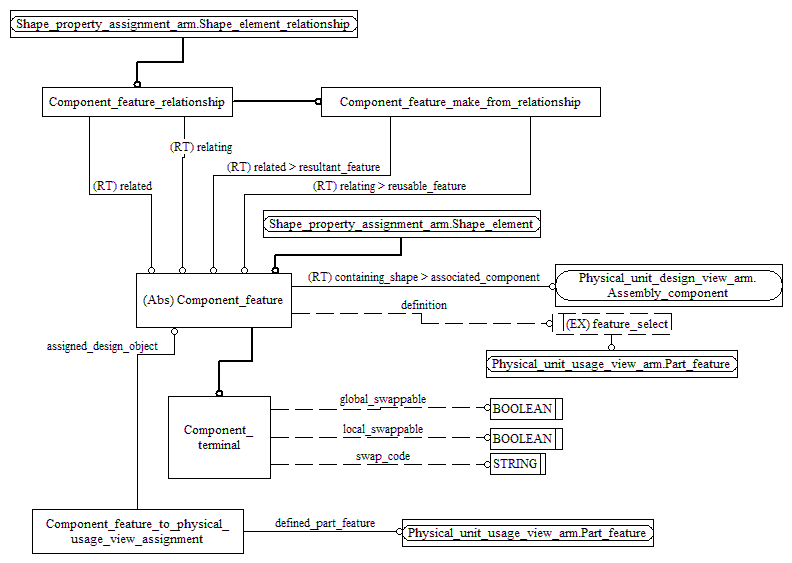 Shape_property_assignment_arm.Shape_element_relationship
Component_feature_relationship
Component_feature_make_from_relationship
(RT) relating
(RT) related > resultant_feature
(RT) related
(RT) relating > reusable_feature
Shape_property_assignment_arm.Shape_element
(RT) containing_shape > associated_component
Physical_unit_design_view_arm.
Assembly_component
(Abs) Component_feature
definition
(EX) feature_select
assigned_design_object
Physical_unit_usage_view_arm.Part_feature
global_swappable
BOOLEAN
Component_
terminal
local_swappable
BOOLEAN
swap_code
STRING
Component_feature_to_physical_
usage_view_assignment
defined_part_feature
Physical_unit_usage_view_arm.Part_feature